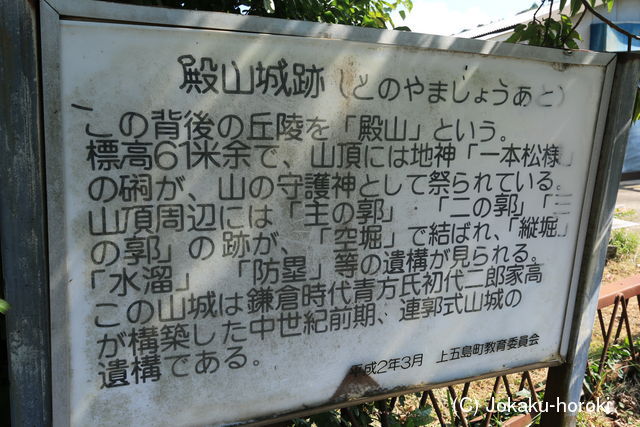 殿山城跡（とのやまじょうあと）
この背後の丘陵を「殿山」という。
標高61米余で、山頂には地神「一本松様」
の祠が、山の守護神として祭られている。
山頂周辺には「主の郭」・「二の郭」「三
の郭」の跡が、「空堀」で結ばれ、「縦堀」
「水溜」　「防塁」等の遺構が見られる。
この山城は鎌倉時代青方氏初代二郎家高
が構築した中世紀前期、連郭式山城の
遺構である。
平成2年3月　上五島町教育委員会
(C) Jokaku-horoki